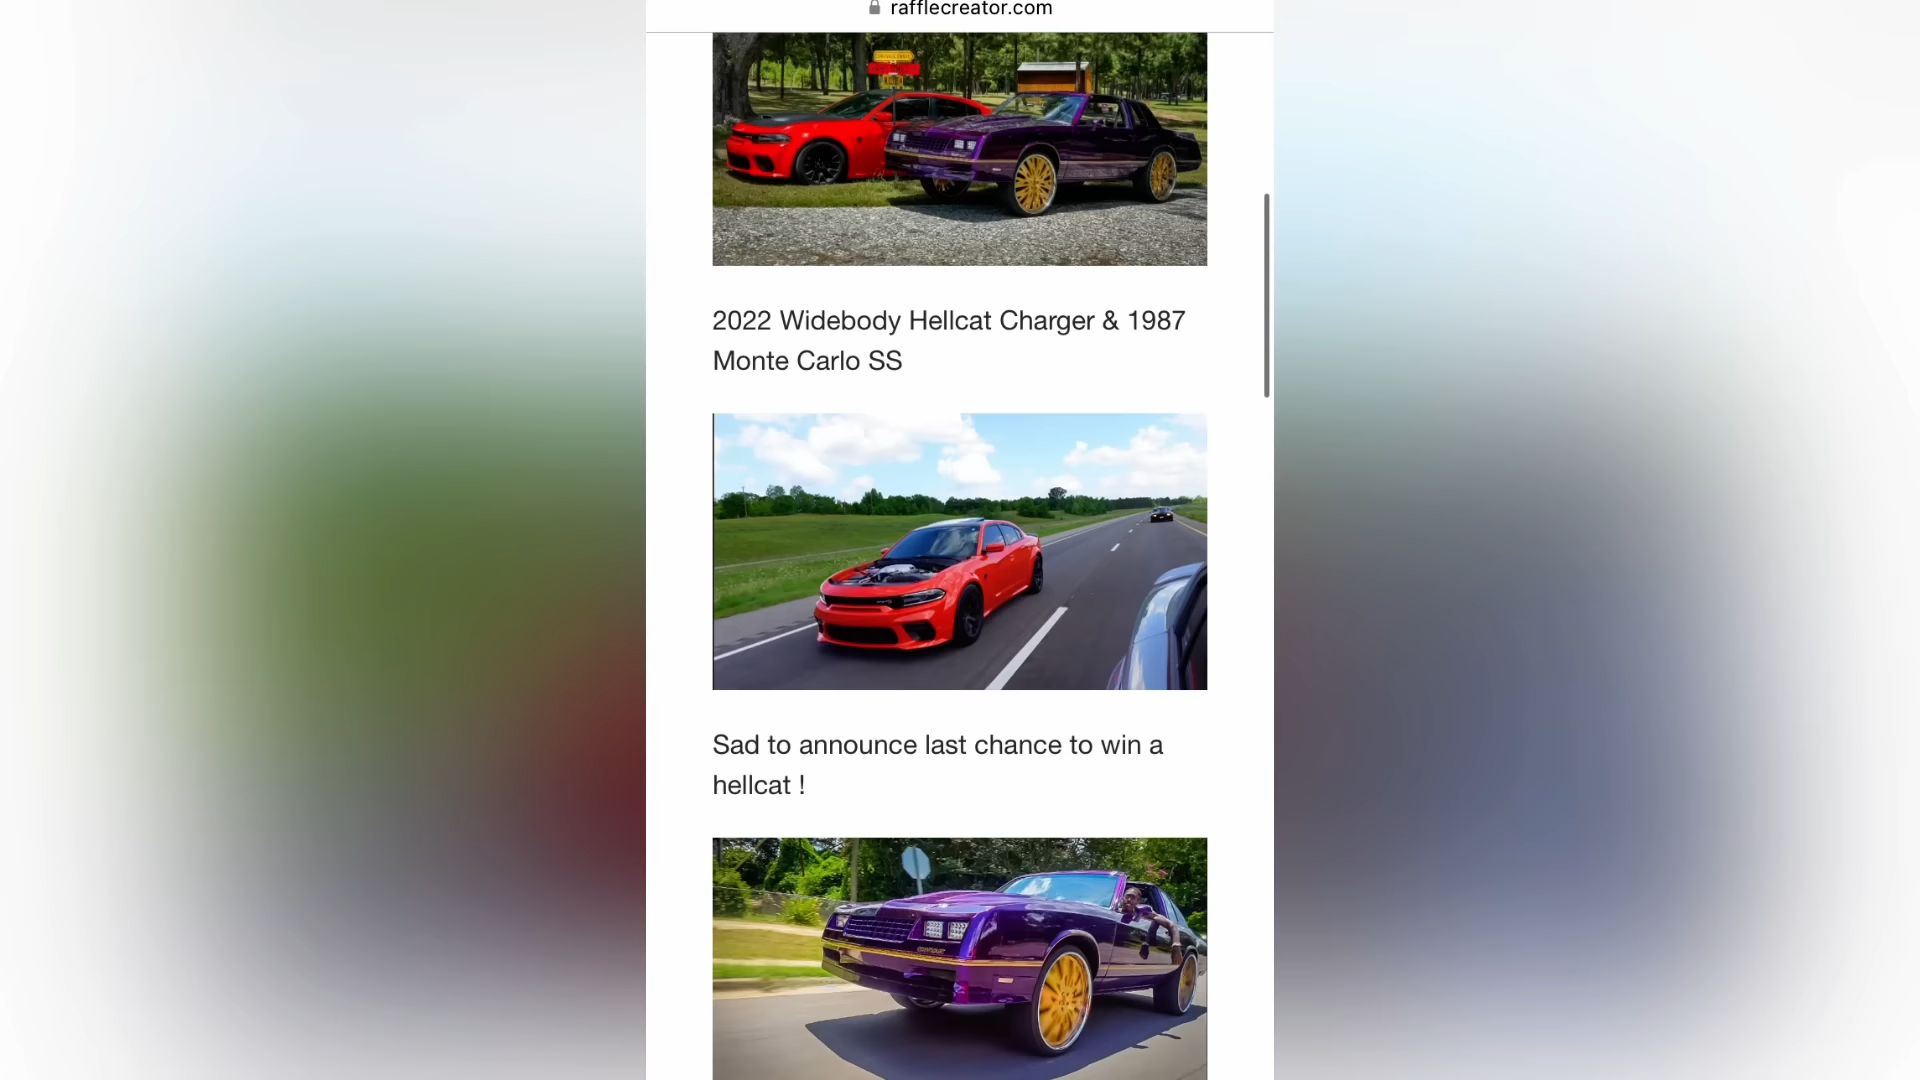 rafflecreator.com
2022 Widebody Hellcat Charger & 1987
Monte Carlo SS
Sad to announce last chance to win a
hellcat !